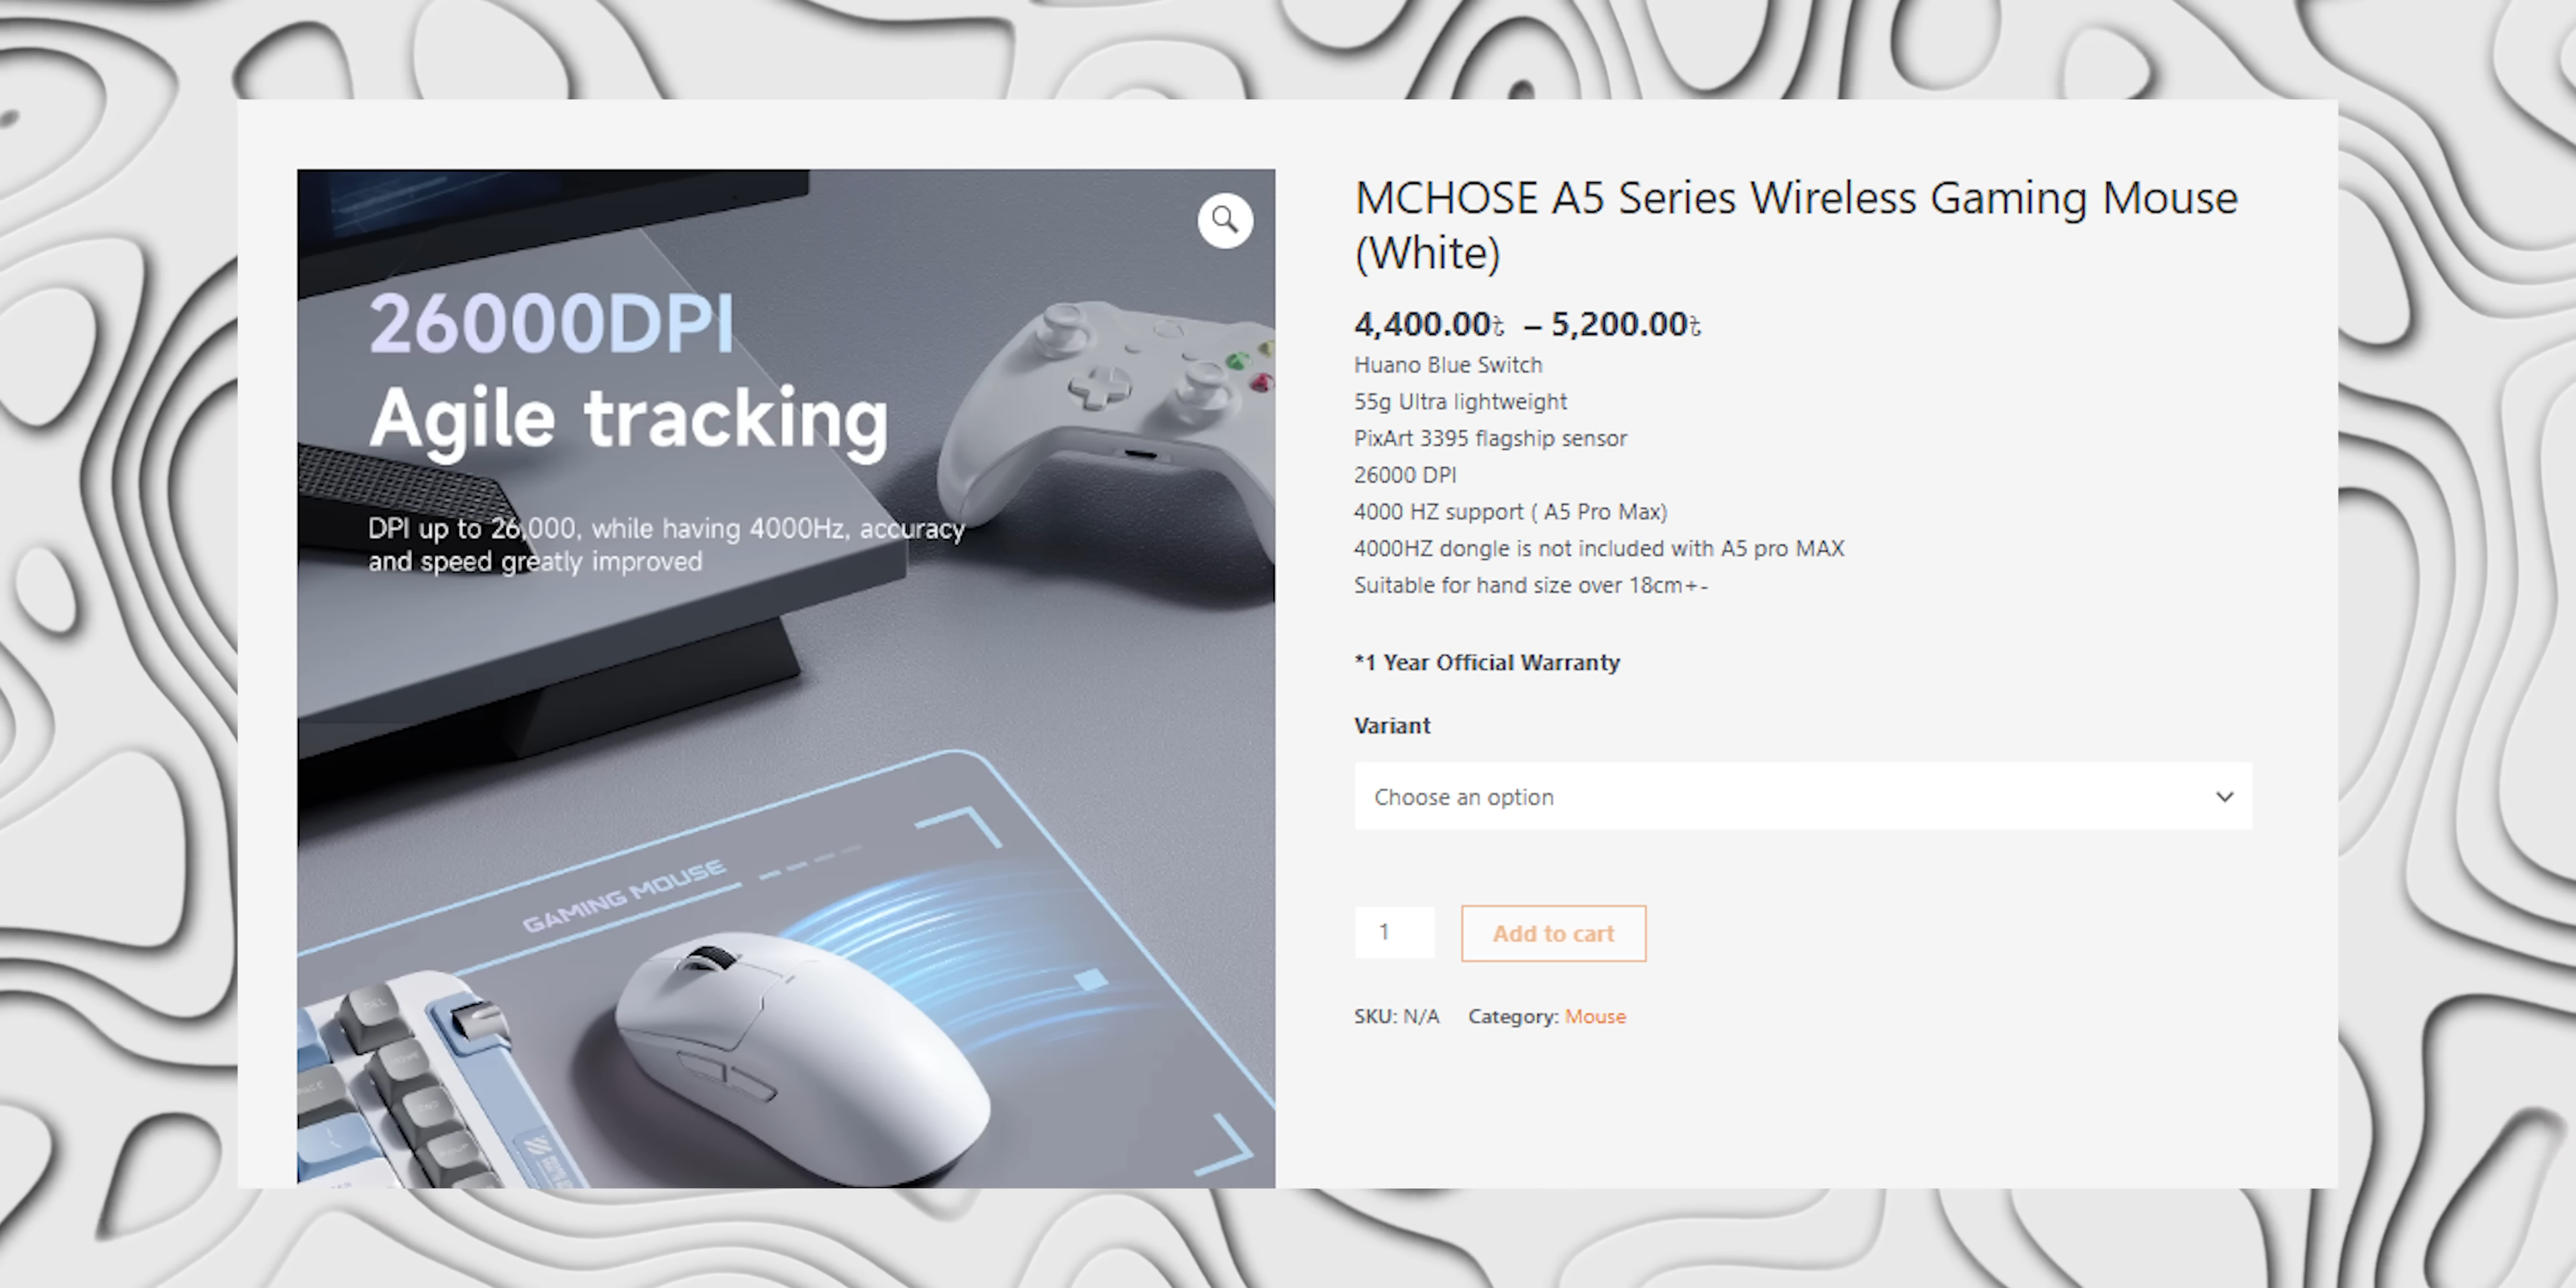 26000DPI
Agile tracking
DPI up to 26,000, while having 4000Hz, accuracy
and speed greatly improved
GAMING MOUSE
DEL
MCHOSE A5 Series Wireless Gaming Mouse
(White)
4,400.00৳ – 5,200.00৳
Huano Blue Switch
55g Ultra lightweight
PixArt 3395 flagship sensor
26000 DPI
4000 HZ support ( A5 Pro Max)
4000HZ dongle is not included with A5 pro MAX
Suitable for hand size over 18cm+-
*1 Year Official Warranty
Variant
Choose an option
1
Add to cart
SKU: N/A Category: Mouse